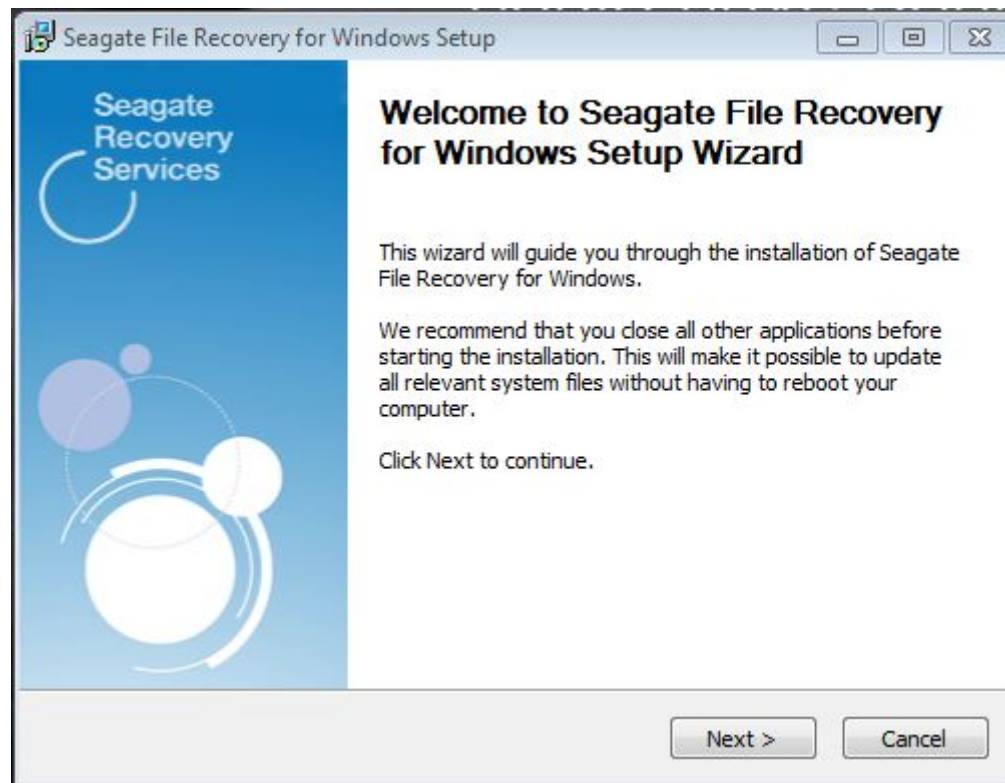 Seagate File Recovery for Windows Setup
Seagate
Recovery
Services
Welcome to Seagate File Recovery
for Windows Setup Wizard
This wizard will guide you through the installation of Seagate
File Recovery for Windows.
We recommend that you close all other applications before
starting the installation. This will make it possible to update
all relevant system files without having to reboot your
computer.
Click Next to continue.
Next >
Cancel